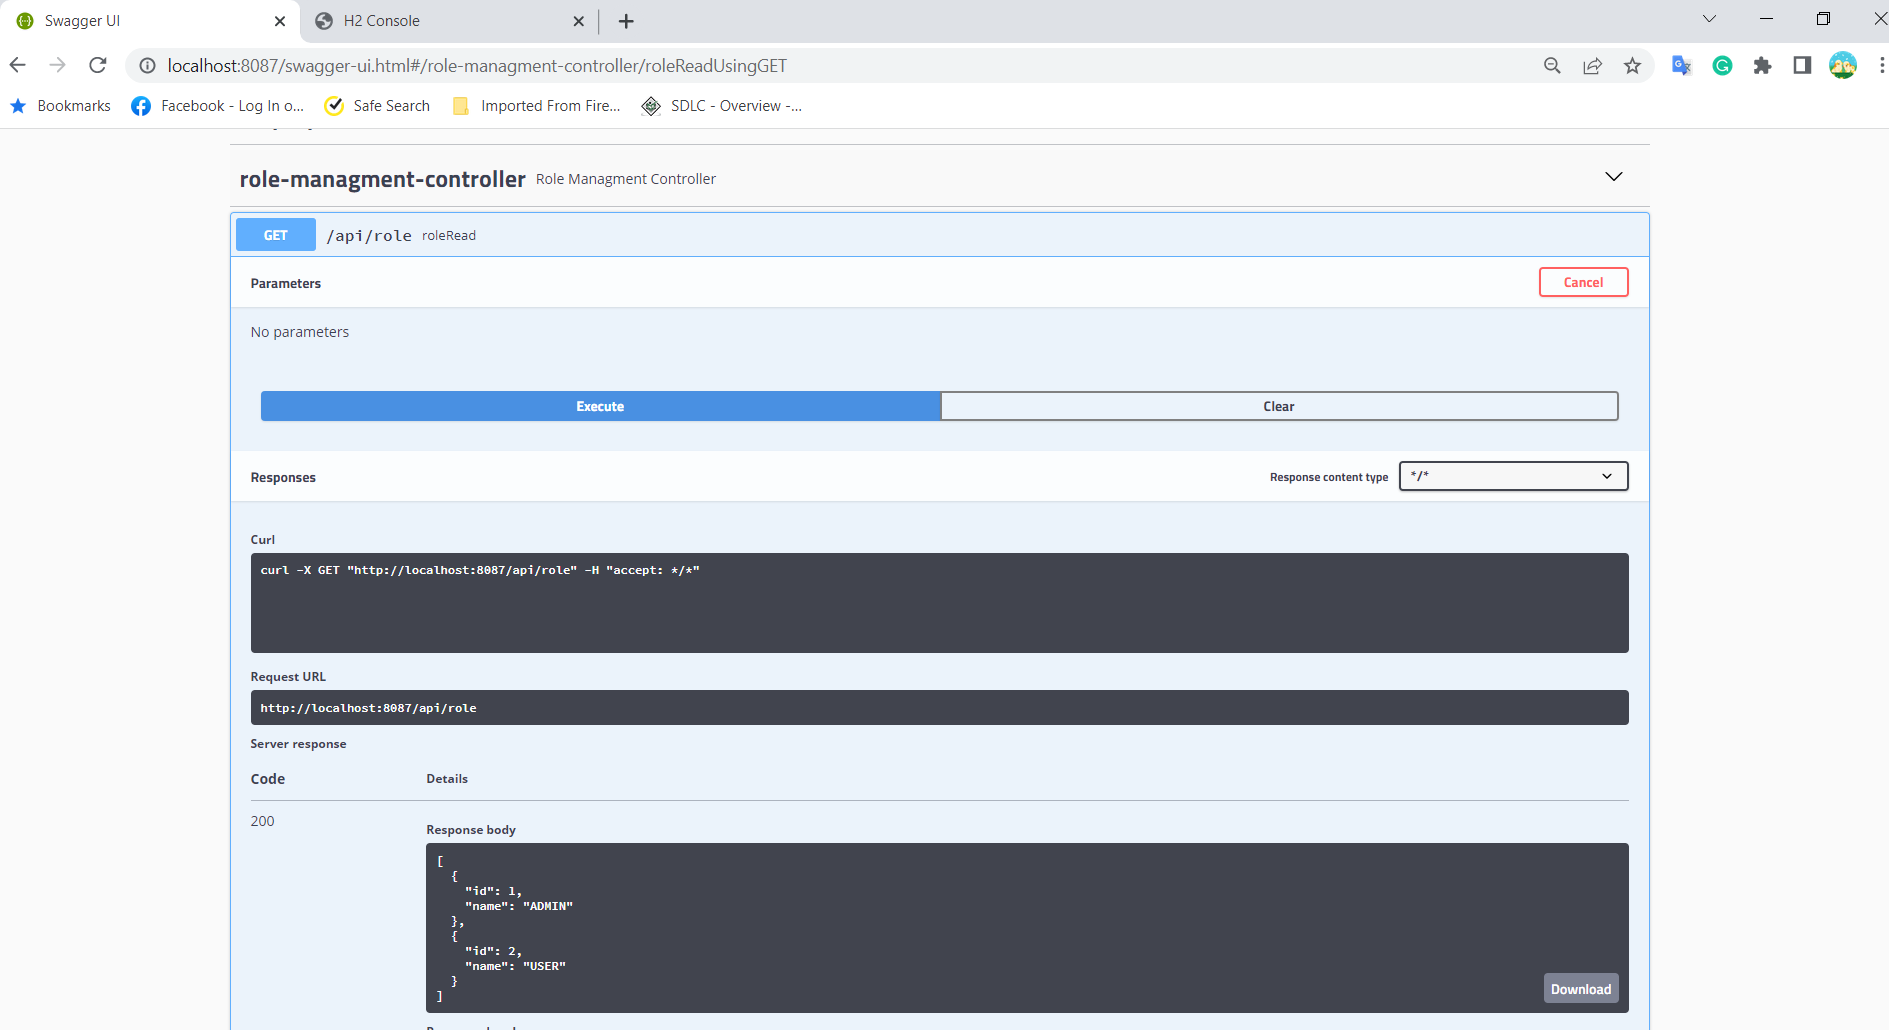 Swagger UI
H2 Console
localhost:8087/swagger-ui.html#/role-managment-controller/roleReadUsingGET
Bookmarks
Facebook - Log In o...
Safe Search
Imported From Fire...
SDLC - Overview -...
role-managment-controller Role Managment Controller
GET /api/role roleRead
Parameters
Cancel
No parameters
Execute
Clear
Responses
Response content type
*/*
Curl
curl -X GET "http://localhost:8087/api/role" -H "accept: */*"
Request URL
http://localhost:8087/api/role
Server response
Code
Details
200
Response body
[
{
"id": 1,
"name": "ADMIN"
},
{
"id": 2,
"name": "USER"
}
]
Download